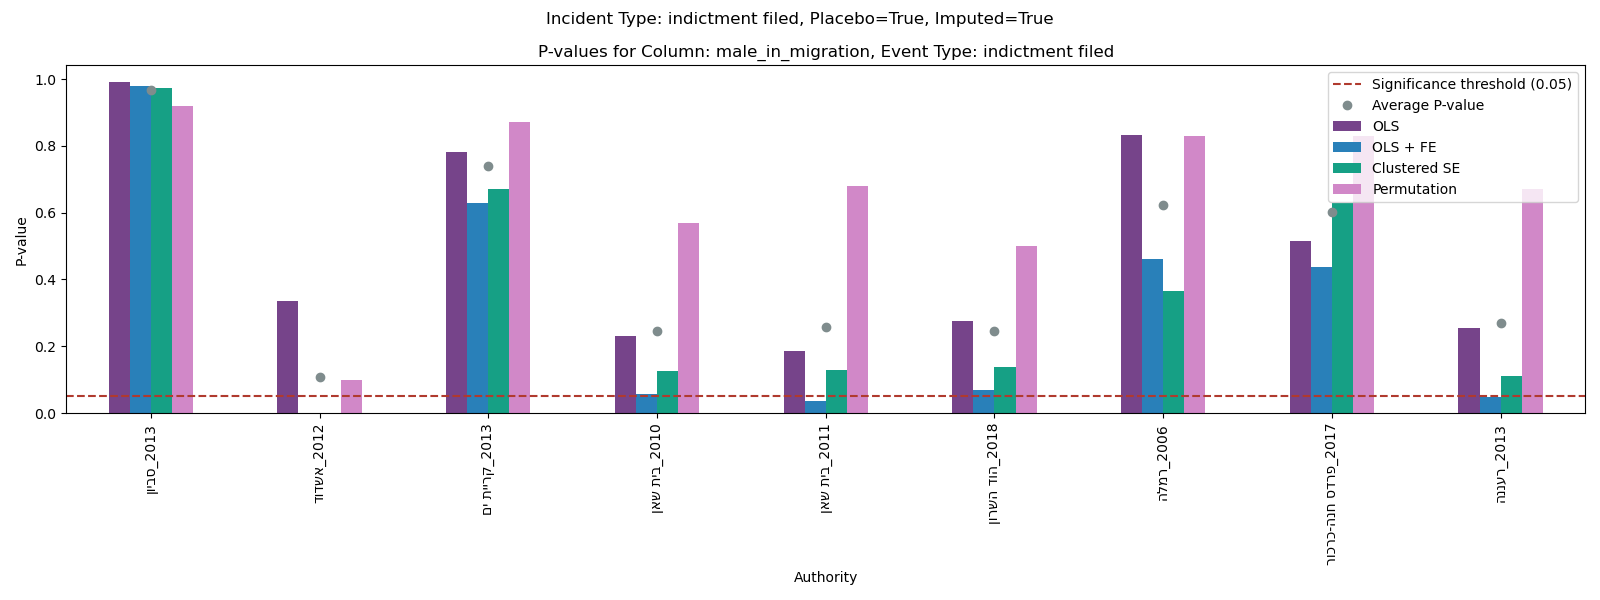 Incident Type: indictment filed, Placebo=True, Imputed=True
P-values for Column: male_in_migration, Event Type: indictment filed
1.0
0.8
0.6
0.4
0.2
0.0
P-value
Significance threshold (0.05)
Average P-value
OLS
OLS + FE
Clustered SE
Permutation
סביון_2013
אשדוד_2012
קריית ים_2013
בית שאן_2010
בית שאן_2011
הוד השרון_2018
רמלה_2006
פרדס חנה-כרכור_2017
רעננה_2013
Authority